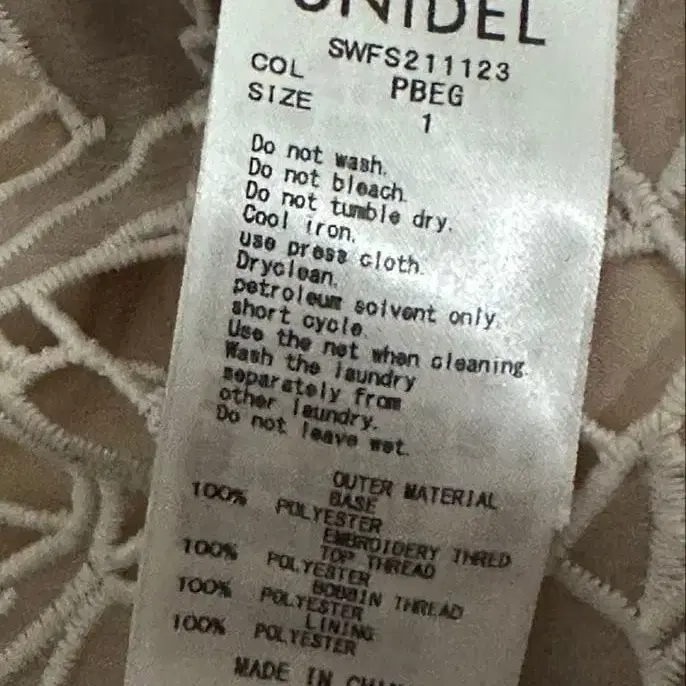 SNIDEL
SWFS211123
COL PBEG
SIZE 1
Do not wash.
Do not bleach.
Do not tumble dry.
Cool iron.
use press cloth.
Dryclean.
petroleum solvent only.
short cycle.
Use the net when cleaning.
Wash the laundry
separately from
other laundry.
Do not leave wet.
OUTER MATERIAL
BASE
100% POLYESTER
EMBROIDERY THRED
TOP THREAD
100% POLYESTER
BOBBIN THREAD
100% POLYESTER
LINING
100% POLYESTER
MADE IN